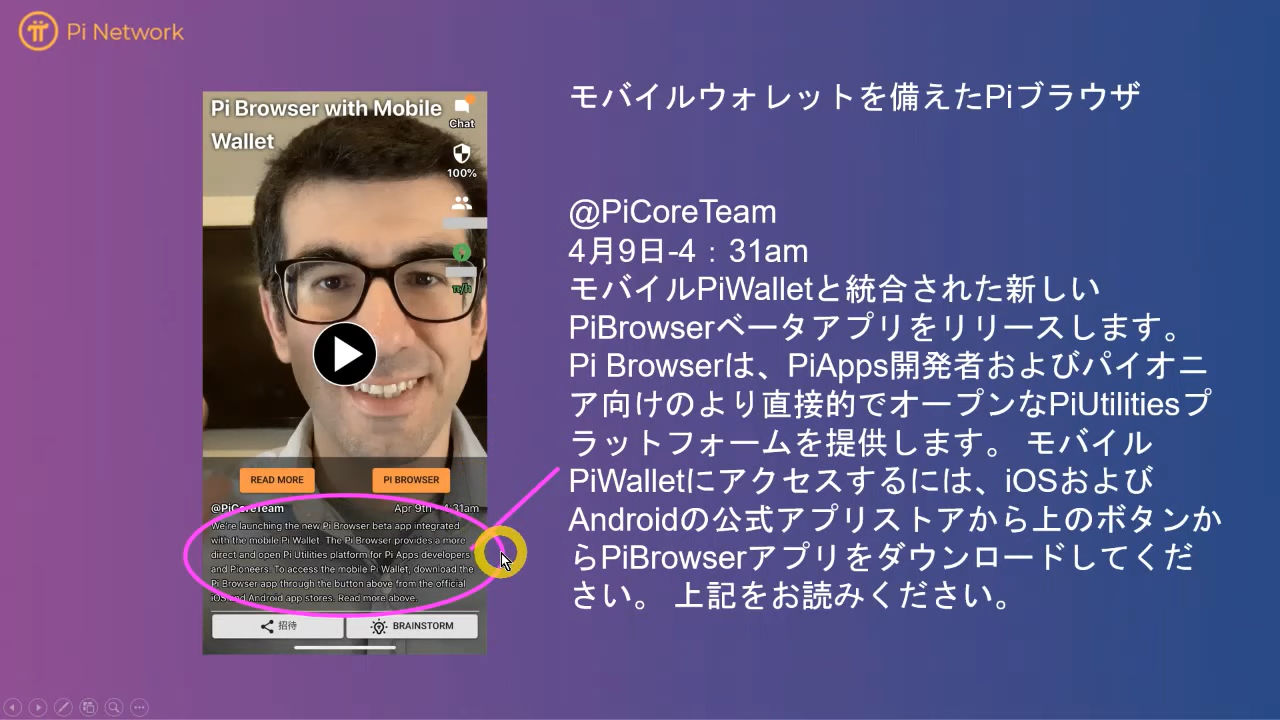 Pi Network
Pi Browser with Mobile
Wallet
Chat
100%
π/h
READ MORE
PI BROWSER
@PiCoreTeam
Apr 9th - 4:31am
We're launching the new Pi Browser beta app integrated
with the mobile Pi Wallet. The Pi Browser provides a more
direct and open Pi Utilities platform for Pi Apps developers
and Pioneers. To access the mobile Pi Wallet, download the
Pi Browser app through the button above from the official
iOS and Android app stores. Read more above.
招待
BRAINSTORM
モバイルウォレットを備えたPiブラウザ
@PiCoreTeam
4月9日-4：31am
モバイルPiWalletと統合された新しい
PiBrowserベータアプリをリリースします。
Pi Browserは、PiApps開発者およびパイオニ
ア向けのより直接的でオープンなPiUtilitiesプ
ラットフォームを提供します。 モバイル
PiWalletにアクセスするには、iOSおよび
Androidの公式アプリストアから上のボタンか
らPiBrowserアプリをダウンロードしてくだ
さい。 上記をお読みください。